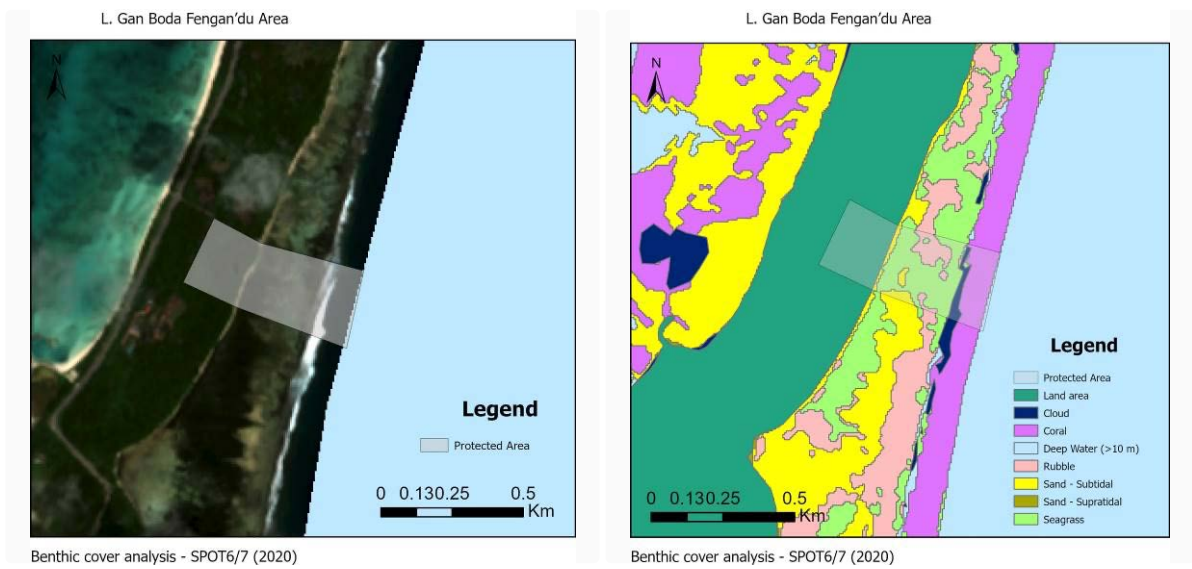 L. Gan Boda Fengan’du Area
N
Legend
Protected Area
0 0.130.25 0.5
Km
Benthic cover analysis - SPOT6/7 (2020)
L. Gan Boda Fengan’du Area
N
Legend
Protected Area
Land area
Cloud
Coral
Deep Water (>10 m)
Rubble
Sand - Subtidal
Sand - Supratidal
Seagrass
0 0.130.25 0.5
Km
Benthic cover analysis - SPOT6/7 (2020)